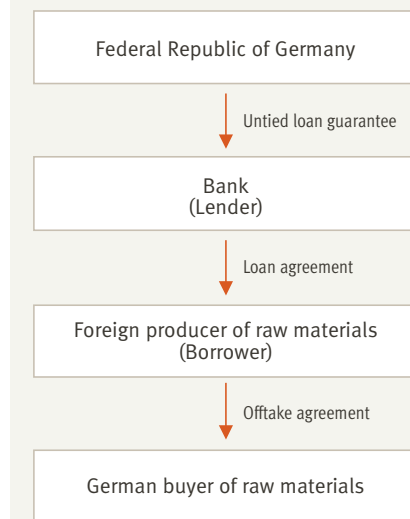 Federal Republic of Germany
Untied loan guarantee
Bank
(Lender)
Loan agreement
Foreign producer of raw materials
(Borrower)
Offtake agreement
German buyer of raw materials